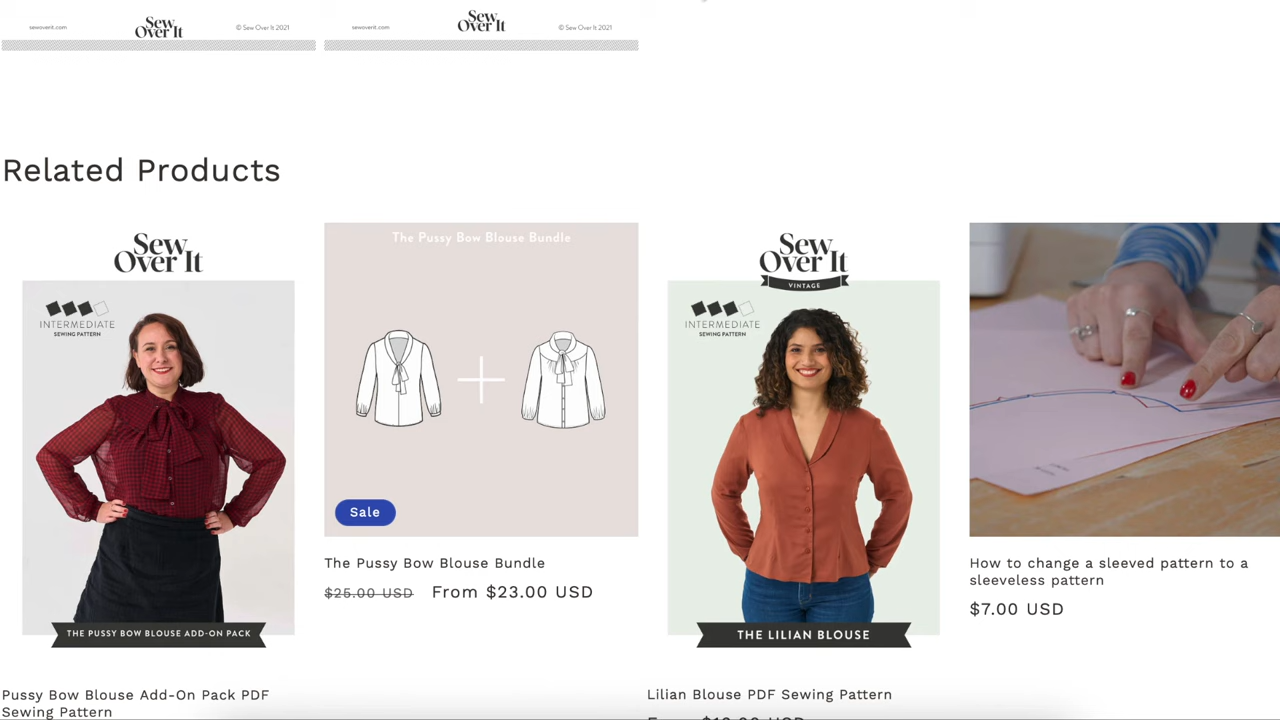 sewoverit.com
Sew
Over It
© Sew Over It 2021
sewoverit.com
Sew
Over It
© Sew Over It 2021
Related Products
Sew
Over It
INTERMEDIATE
SEWING PATTERN
THE PUSSY BOW BLOUSE ADD-ON PACK
Pussy Bow Blouse Add-On Pack PDF
Sewing Pattern
The Pussy Bow Blouse Bundle
Sale
The Pussy Bow Blouse Bundle
$25.00 USD From $23.00 USD
Sew
Over It
VINTAGE
INTERMEDIATE
SEWING PATTERN
THE LILIAN BLOUSE
Lilian Blouse PDF Sewing Pattern
How to change a sleeved pattern to a
sleeveless pattern
$7.00 USD